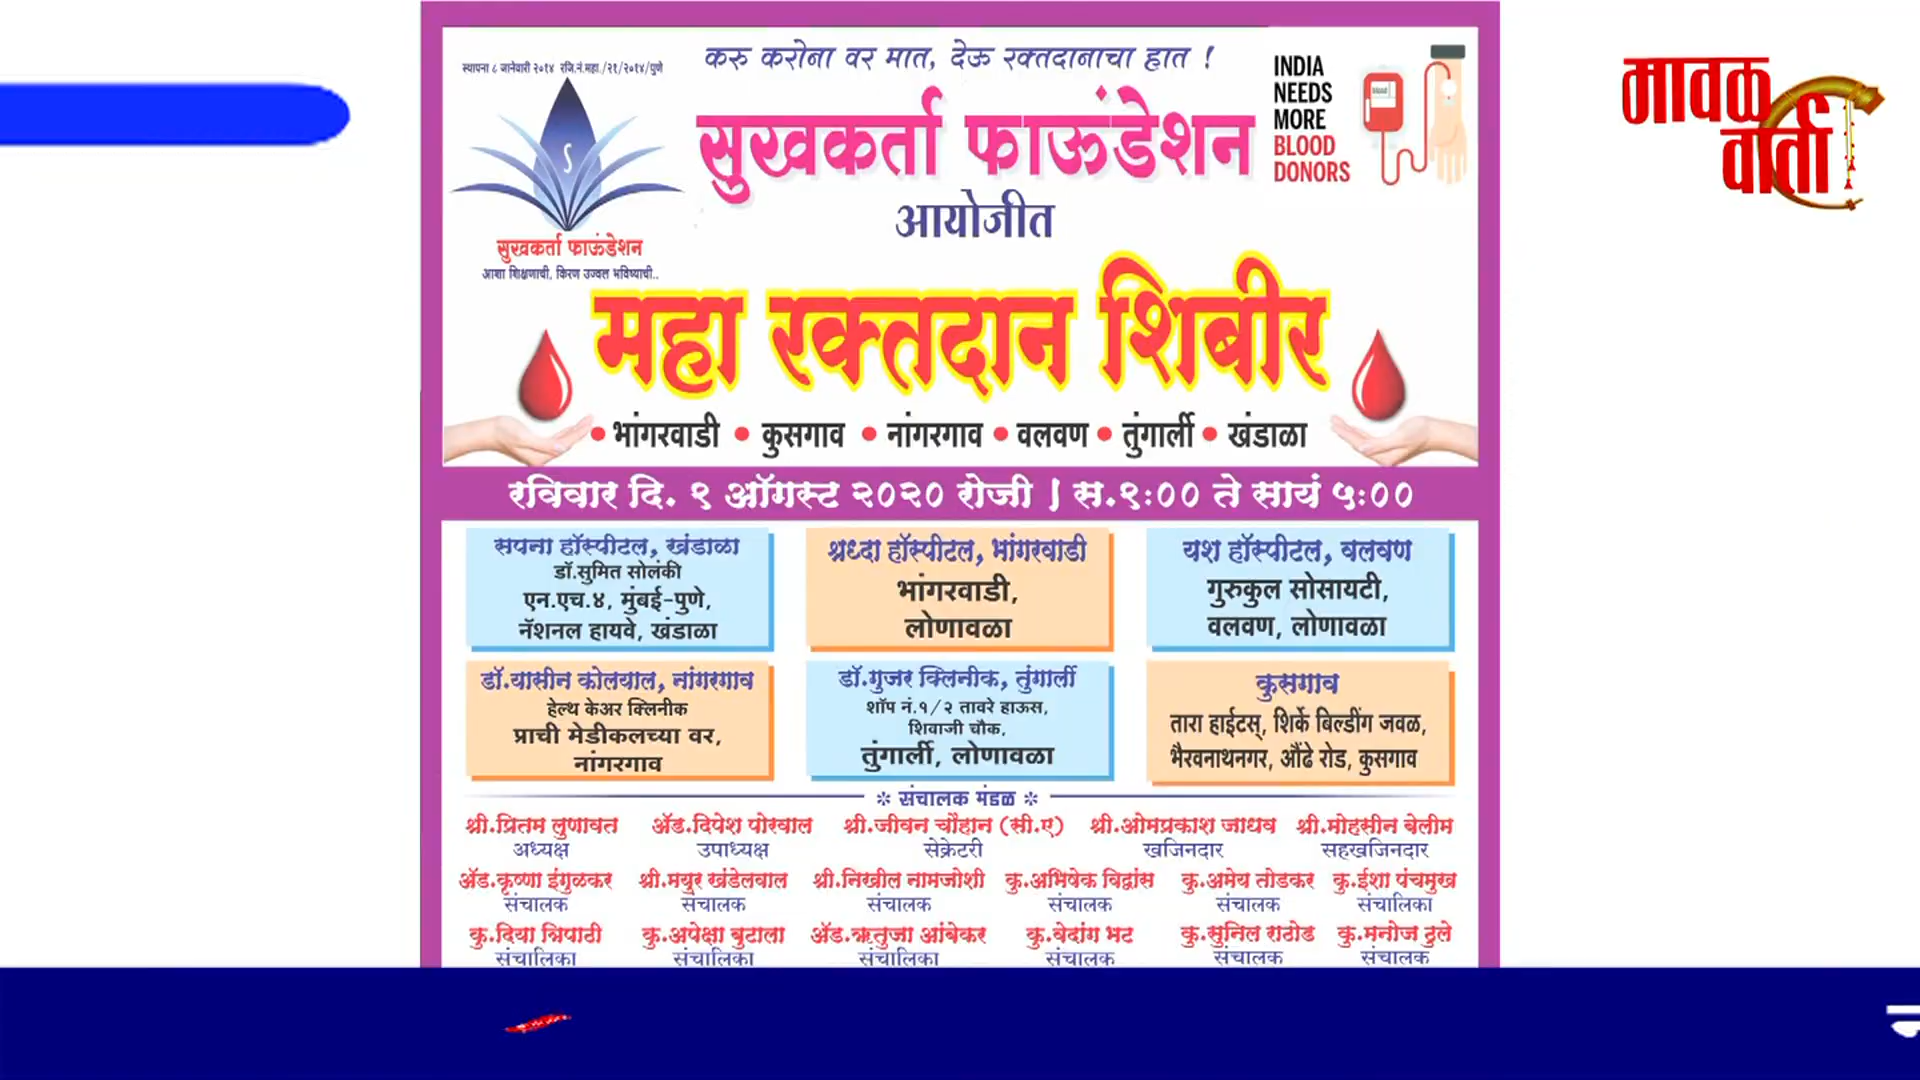 करु करोना वर मात, देऊ रक्तदानाचा हात !
स्थापना ८ जानेवारी २०१४ रजि.नं.महा./२१/२०१४/पुणे
सुखकर्ता फाऊंडेशन
आशा शिक्षणाची, किरण उज्वल भविष्याची..
सुखकर्ता फाऊंडेशन
आयोजीत
INDIA
NEEDS
MORE
BLOOD
DONORS
मावळ
वार्ता
महा रक्तदान शिबीर
• भांगरवाडी • कुसगाव • नांगरगाव • वलवण • तुंगार्ली • खंडाळा
रविवार दि. ९ ऑगस्ट २०२० रोजी | स.९:०० ते सायं ५:००
सपना हॉस्पीटल, खंडाळा
डॉ.सुमित सोलंकी
एन.एच.४, मुंबई-पुणे,
नॅशनल हायवे, खंडाळा
श्रध्दा हॉस्पीटल, भांगरवाडी
भांगरवाडी,
लोणावळा
यश हॉस्पीटल, वलवण
गुरुकुल सोसायटी,
वलवण, लोणावळा
डॉ.यासीन कोलयाल, नांगरगाव
हेल्थ केअर क्लिनीक
प्राची मेडीकलच्या वर,
नांगरगाव
डॉ.गुजर क्लिनीक, तुंगार्ली
शॉप नं.१/२ तावरे हाऊस,
शिवाजी चौक,
तुंगार्ली, लोणावळा
कुसगाव
तारा हाईटस्, शिर्के बिल्डींग जवळ,
भैरवनाथनगर, औंढे रोड, कुसगाव
संचालक मंडळ
श्री.प्रितम लुणावत अॅड.दिपेश पोरवाल श्री.जीवन चौहान (सी.ए) श्री.ओमप्रकाश जाधव श्री.मोहसीन बेलीम
अध्यक्ष उपाध्यक्ष सेक्रेटरी खजिनदार सहखजिनदार
अॅड.कृष्णा इंगुळकर श्री.मयुर खंडेलवाल श्री.निखील नामजोशी कु.अभिषेक विद्वांस कु.अमेय तोडकर कु.ईशा पंचमुख
संचालक संचालक संचालक संचालक संचालक संचालिका
कु.दिया त्रिपाठी कु.अपेक्षा बुटाला अॅड.ऋतुजा आंबेकर कु.वेदांग भट कु.सुनिल राठोड कु.मनोज ठुले
संचालिका संचालिका संचालिका संचालक संचालक संचालक